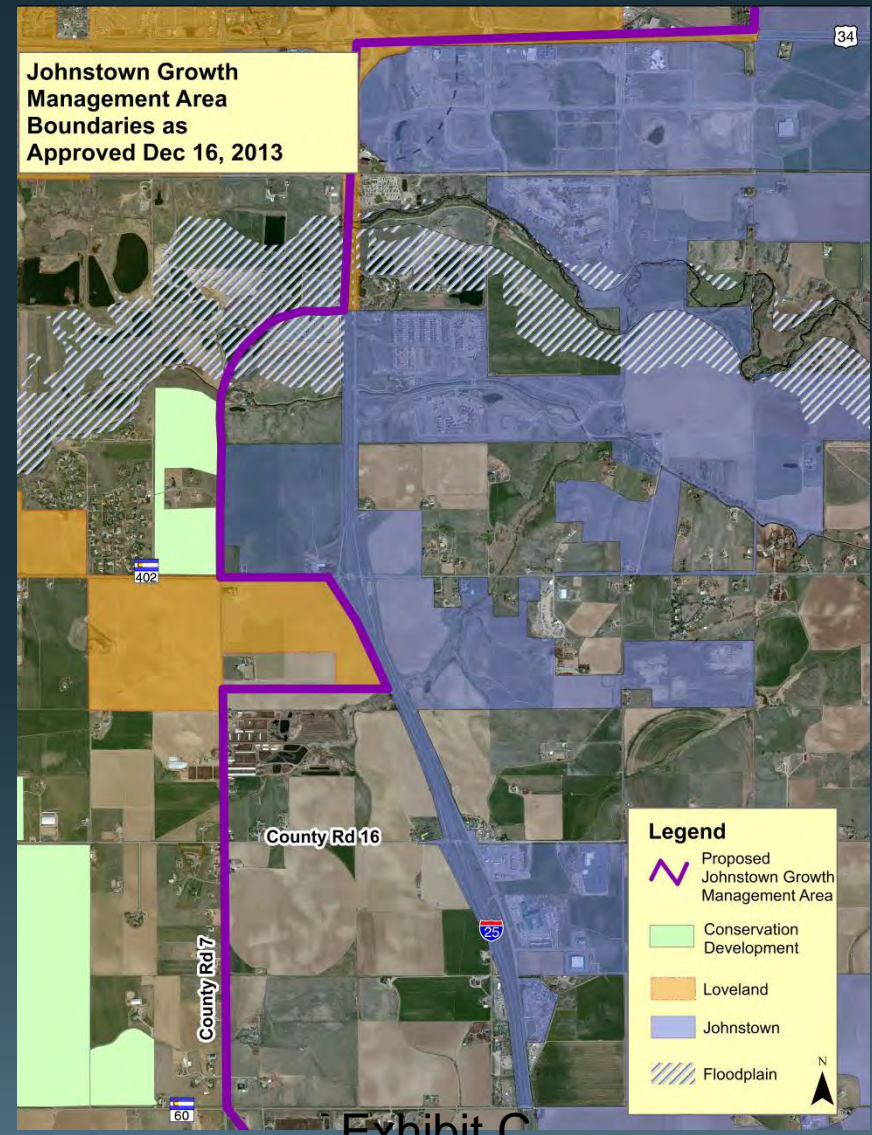 34
Johnstown Growth
Management Area
Boundaries as
Approved Dec 16, 2013
402
County Rd 16
25
County Rd 7
60
Legend
Proposed
Johnstown Growth
Management Area
Conservation
Development
Loveland
Johnstown
Floodplain
N
Exhibit C